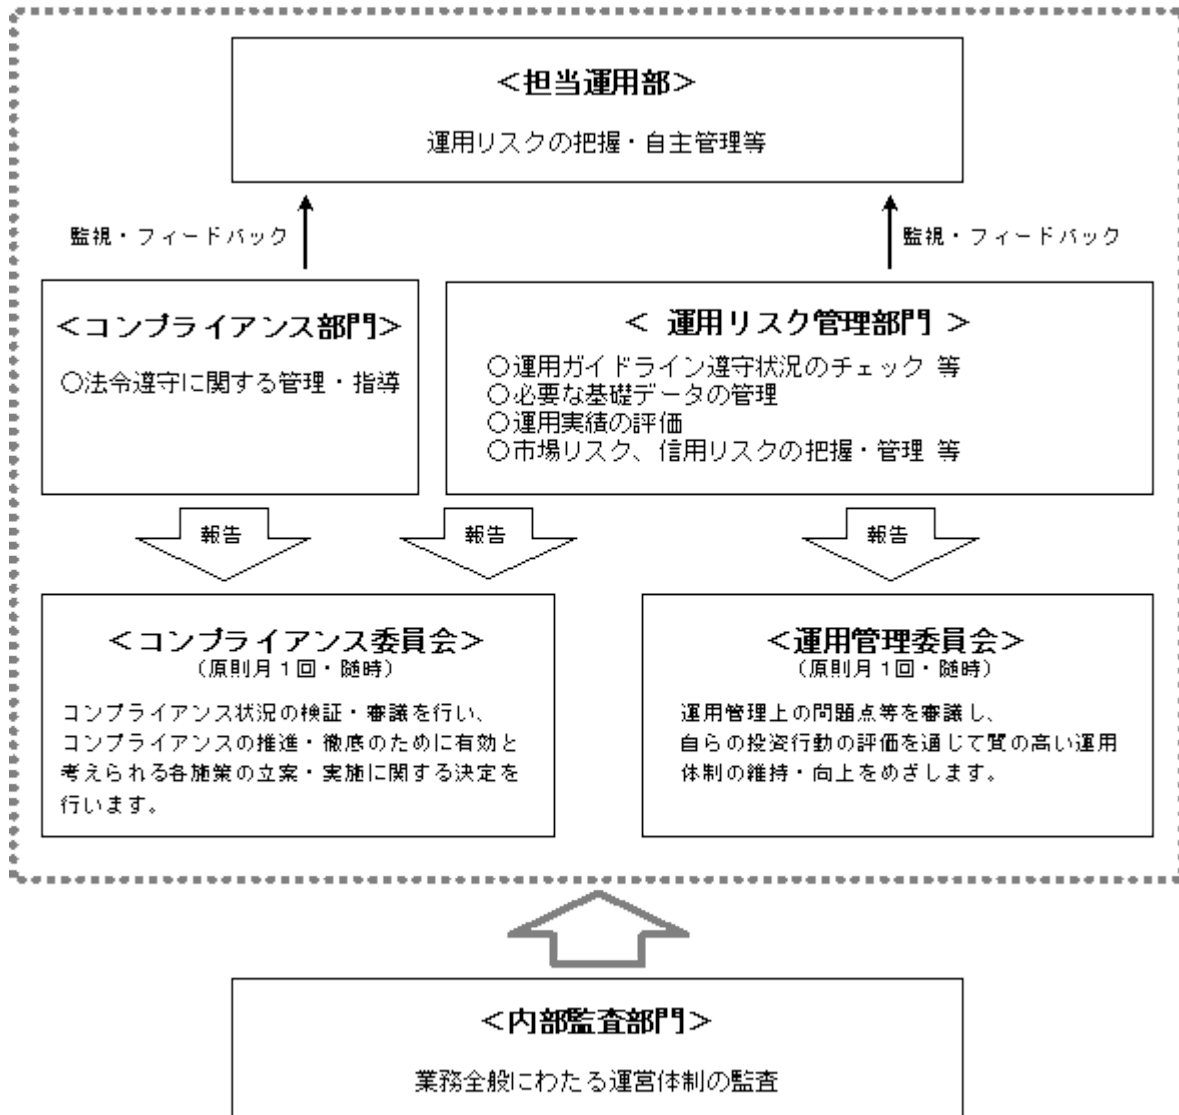 ＜担当運用部＞
運用リスクの把握・自主管理等
監視・フィードバック
監視・フィードバック
＜コンプライアンス部門＞
○法令遵守に関する管理・指導
＜ 運用リスク管理部門 ＞
○運用ガイドライン遵守状況のチェック 等
○必要な基礎データの管理
○運用実績の評価
○市場リスク、信用リスクの把握・管理 等
報告
報告
報告
＜コンプライアンス委員会＞
（原則月１回・随時）
コンプライアンス状況の検証・審議を行い、
コンプライアンスの推進・徹底のために有効と
考えられる各施策の立案・実施に関する決定を
行います。
＜運用管理委員会＞
（原則月１回・随時）
運用管理上の問題点等を審議し、
自らの投資行動の評価を通じて質の高い運用
体制の維持・向上をめざします。
＜内部監査部門＞
業務全般にわたる運営体制の監査